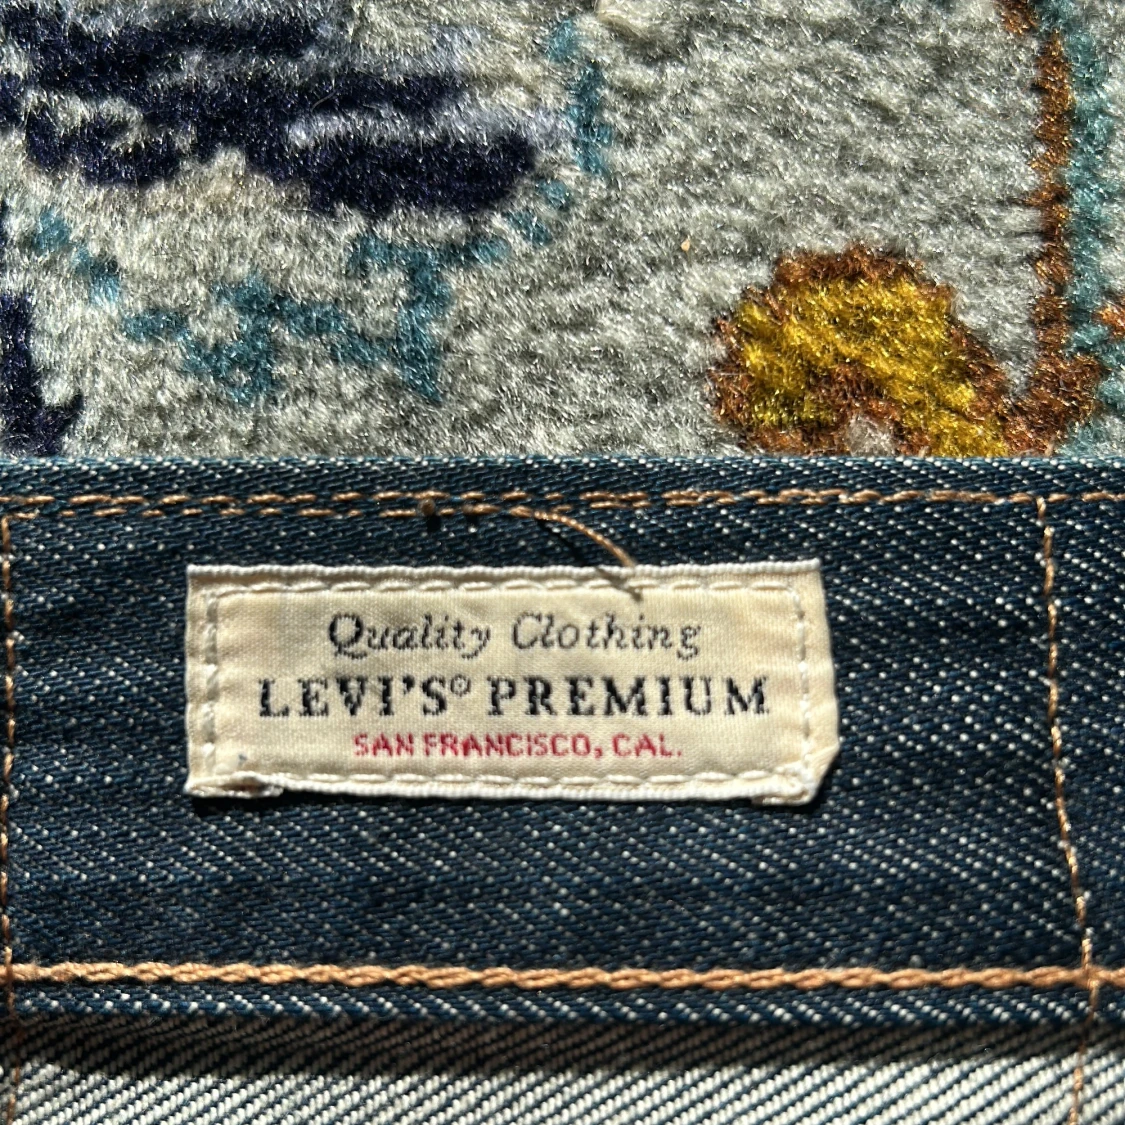 Quality Clothing
LEVI'S® PREMIUM
SAN FRANCISCO, CAL.